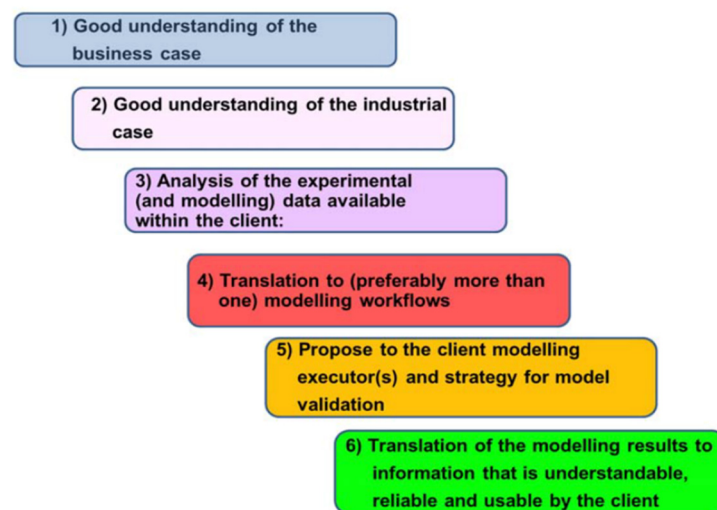 1) Good understanding of the
business case
2) Good understanding of the industrial
case
3) Analysis of the experimental
(and modelling) data available
within the client:
4) Translation to (preferably more than
one) modelling workflows
5) Propose to the client modelling
executor(s) and strategy for model
validation
6) Translation of the modelling results to
information that is understandable,
reliable and usable by the client